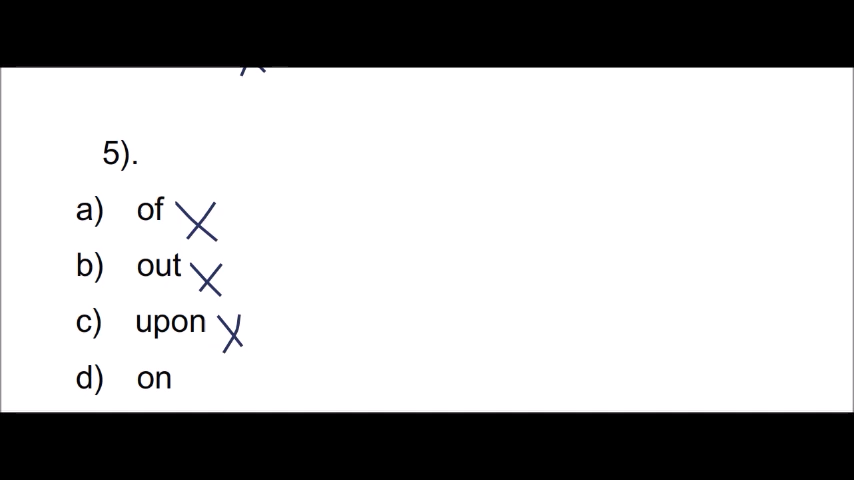 5).
a) of
b) out
c) upon
d) on